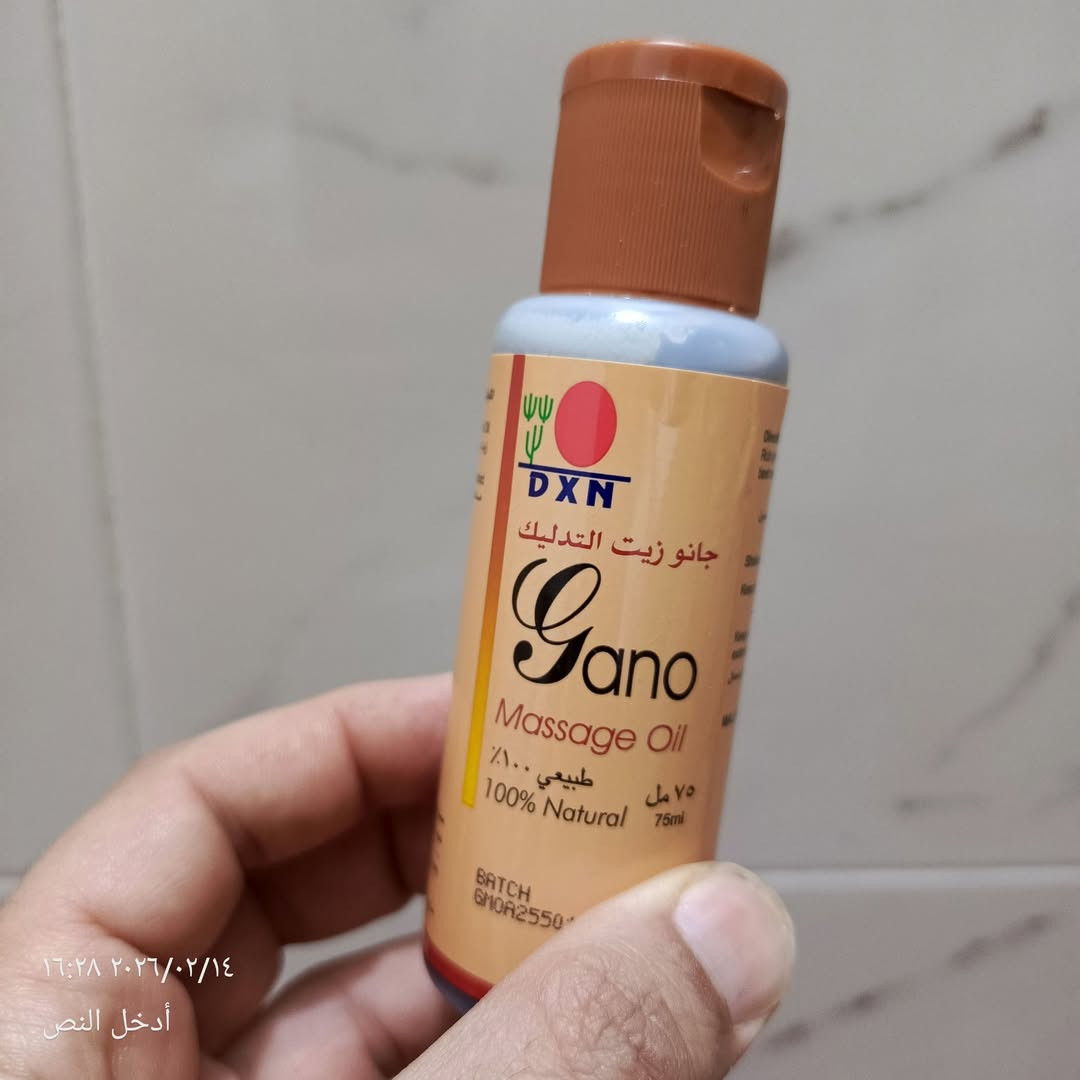 DXN
جانو زيت التدليك
Gano
Massage Oil
طبيعي ١٠٠٪
100% Natural
٧٥ مل
75ml
BATCH
GMOA2550
١٦:٢٨ ٢٠٢٦/٠٢/١٤
أدخل النص